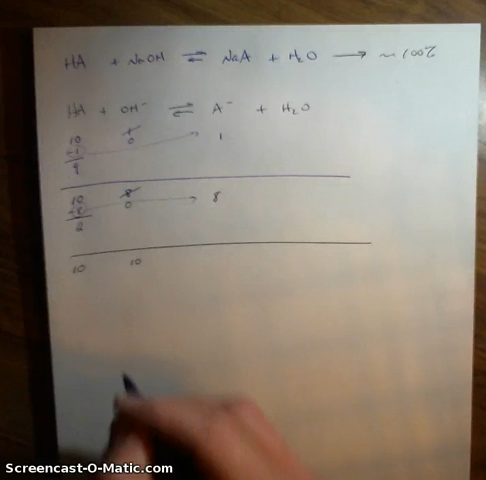 HA + NaOH ⇌ NaA + H₂O → ~100%
HA + OH⁻ ⇌ A⁻ + H₂O
10 1
-1 0 1
9
10 8
-8 0 8
2
10 10
Screencast-O-Matic.com